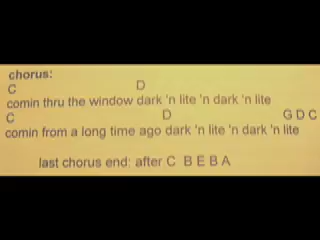 chorus:
C D
comin thru the window dark 'n lite 'n dark 'n lite
C D G D C
comin from a long time ago dark 'n lite 'n dark 'n lite
last chorus end: after C B E B A